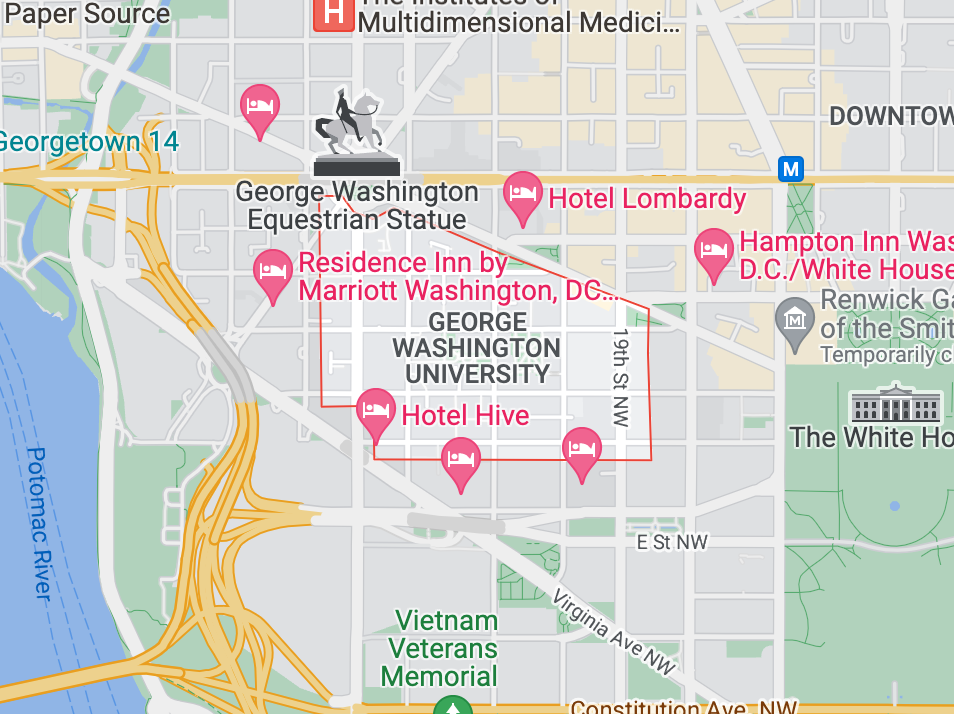 Paper Source
H
The Institutes of
Multidimensional Medici...
DOWNTOW
Georgetown 14
M
George Washington
Equestrian Statue
Hotel Lombardy
Hampton Inn Was
D.C./White House
Residence Inn by
Marriott Washington, DC...
Renwick Ga
of the Smit
Temporarily c
GEORGE
WASHINGTON
UNIVERSITY
19th St NW
Hotel Hive
The White Ho
Potomac River
E St NW
Virginia Ave NW
Vietnam
Veterans
Memorial
Constitution Ave. NW